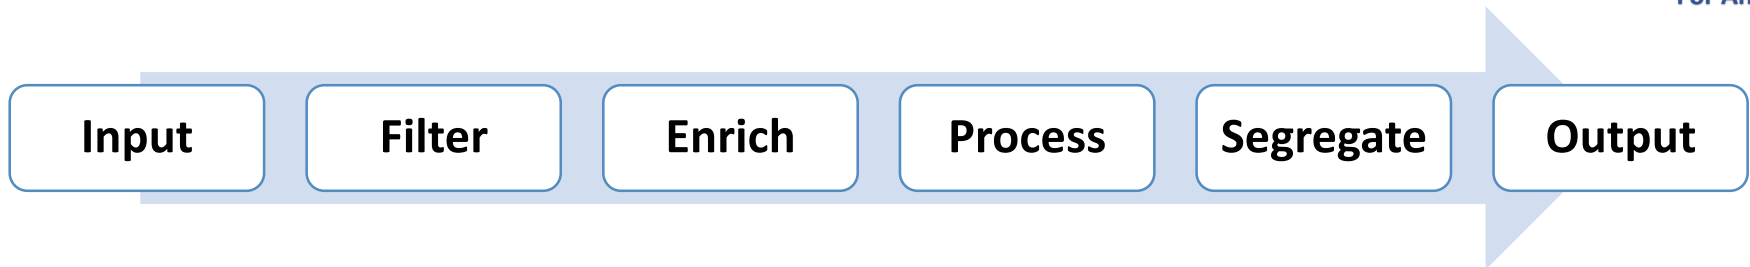 Input
Filter
Enrich
Process
Segregate
Output